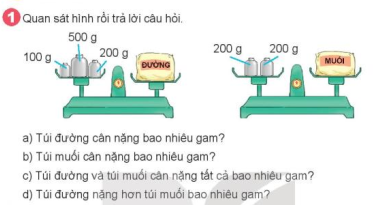 1 Quan sát hình rồi trả lời câu hỏi.
500 g
100 g
200 g
ĐƯỜNG
200 g
200 g
MUỐI
a) Túi đường cân nặng bao nhiêu gam?
b) Túi muối cân nặng bao nhiêu gam?
c) Túi đường và túi muối cân nặng tất cả bao nhiêu gam?
d) Túi đường nặng hơn túi muối bao nhiêu gam?